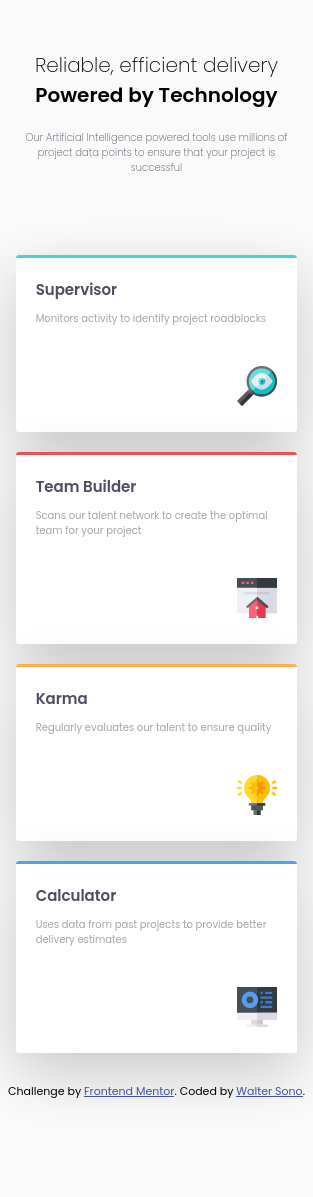 Reliable, efficient delivery
Powered by Technology
Our Artificial Intelligence powered tools use millions of
project data points to ensure that your project is
successful
Supervisor
Monitors activity to identify project roadblocks
Team Builder
Scans our talent network to create the optimal
team for your project
Karma
Regularly evaluates our talent to ensure quality
Calculator
Uses data from past projects to provide better
delivery estimates
Challenge by Frontend Mentor. Coded by Walter Sono.